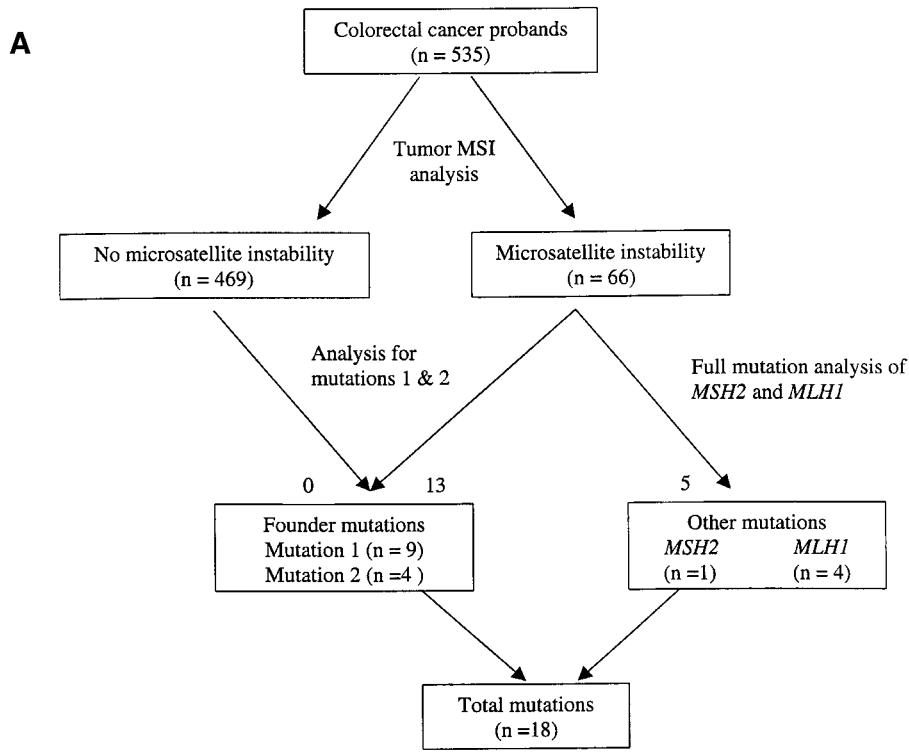 A
Colorectal cancer probands
(n = 535)
Tumor MSI
analysis
No microsatellite instability
(n = 469)
Microsatellite instability
(n = 66)
Analysis for
mutations 1 & 2
Full mutation analysis of
MSH2 and MLH1
0 13
5
Founder mutations
Mutation 1 (n = 9)
Mutation 2 (n =4 )
Other mutations
MSH2 MLH1
(n =1) (n = 4)
Total mutations
(n =18)